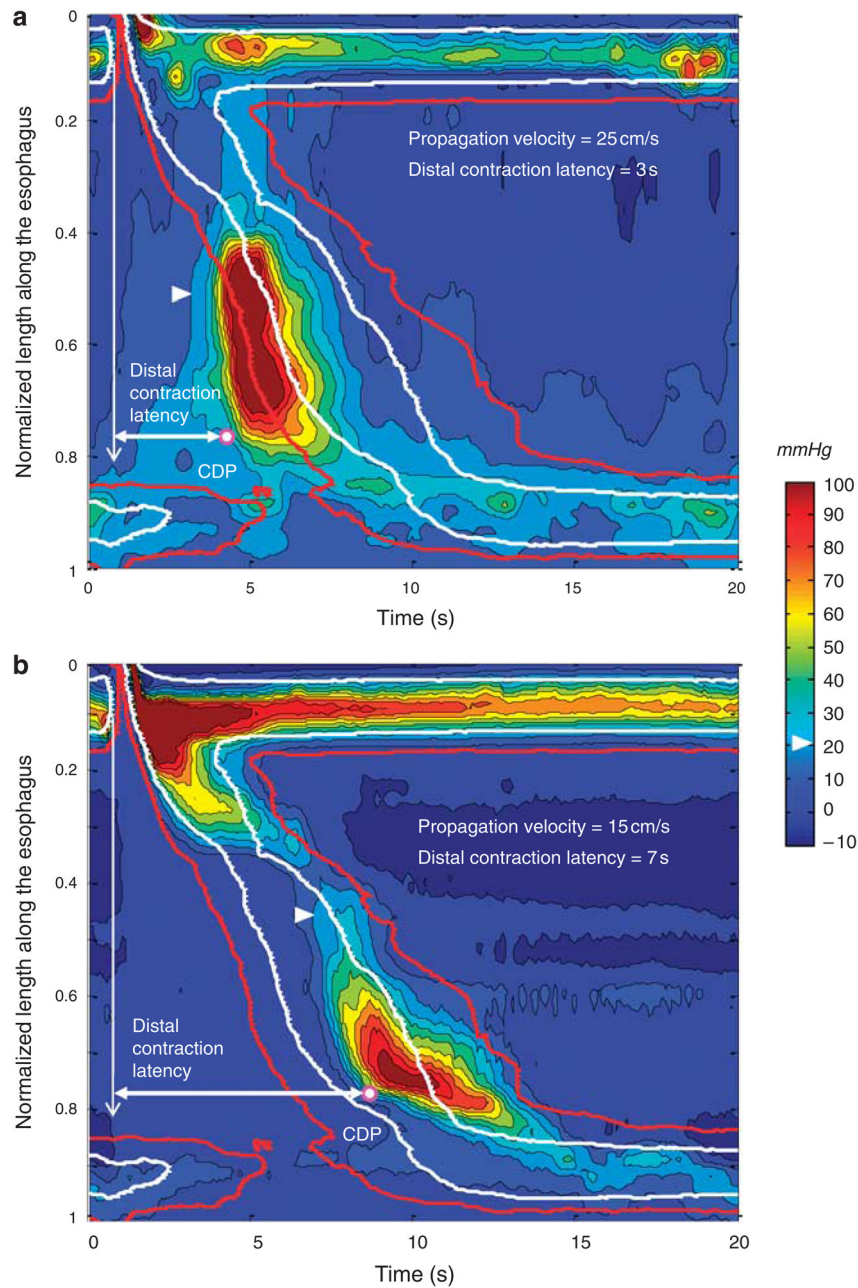 a
0
0.2
0.4
0.6
0.8
1
Normalized length along the esophagus
Propagation velocity = 25 cm/s
Distal contraction latency = 3 s
Distal
contraction
latency
CDP
0
5
10
15
20
Time (s)
mmHg
100
90
80
70
60
50
40
30
20
10
0
−10
b
0
0.2
0.4
0.6
0.8
1
Normalized length along the esophagus
Propagation velocity = 15 cm/s
Distal contraction latency = 7 s
Distal
contraction
latency
CDP
0
5
10
15
20
Time (s)